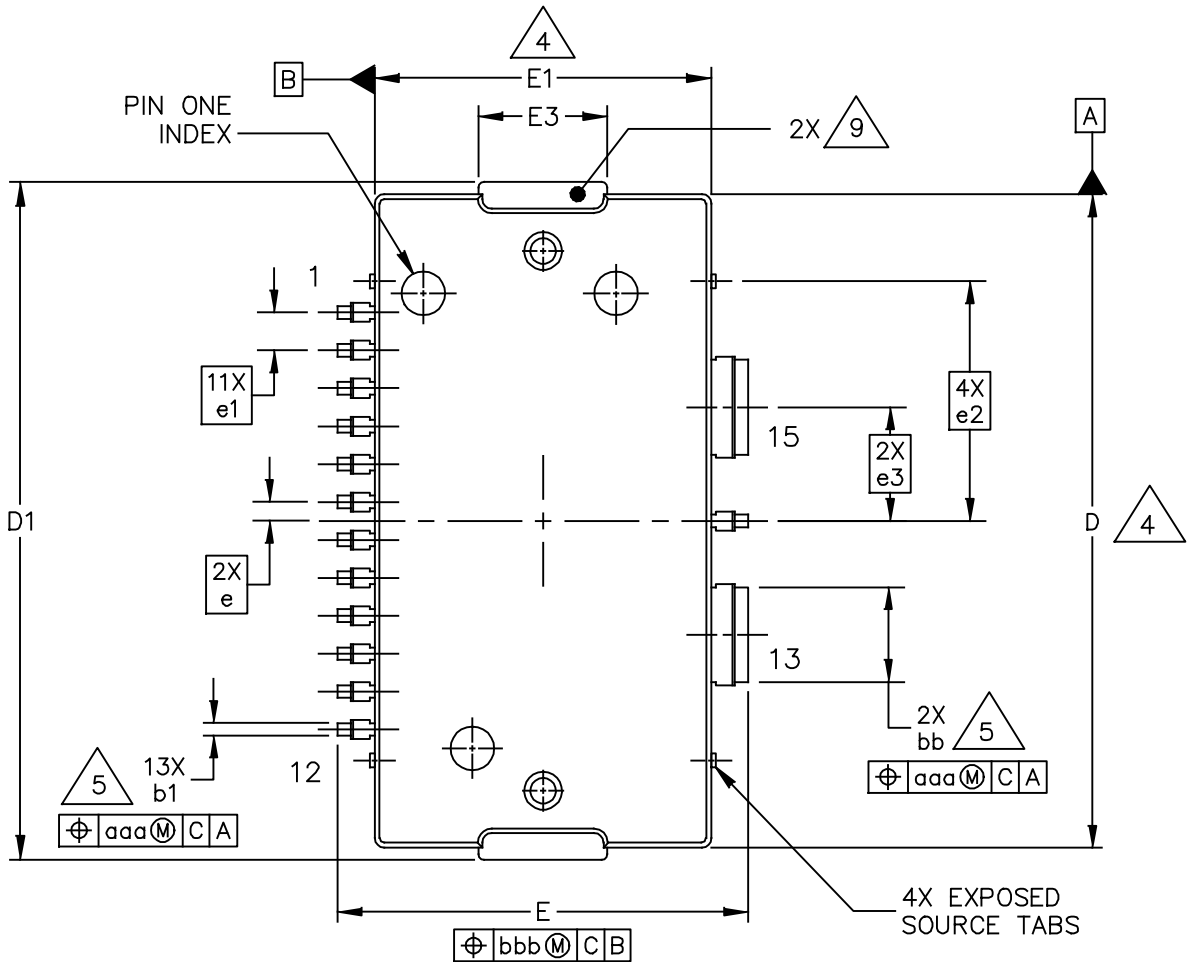 4
B
E1
PIN ONE
INDEX
E3
2X 9
A
1
11X
e1
4X
e2
15
2X
e3
D1
D 4
2X
e
13
2X
bb 5
⌖ aaa Ⓜ C A
5 13X
b1
12
⌖ aaa Ⓜ C A
E
⌖ bbb Ⓜ C B
4X EXPOSED
SOURCE TABS